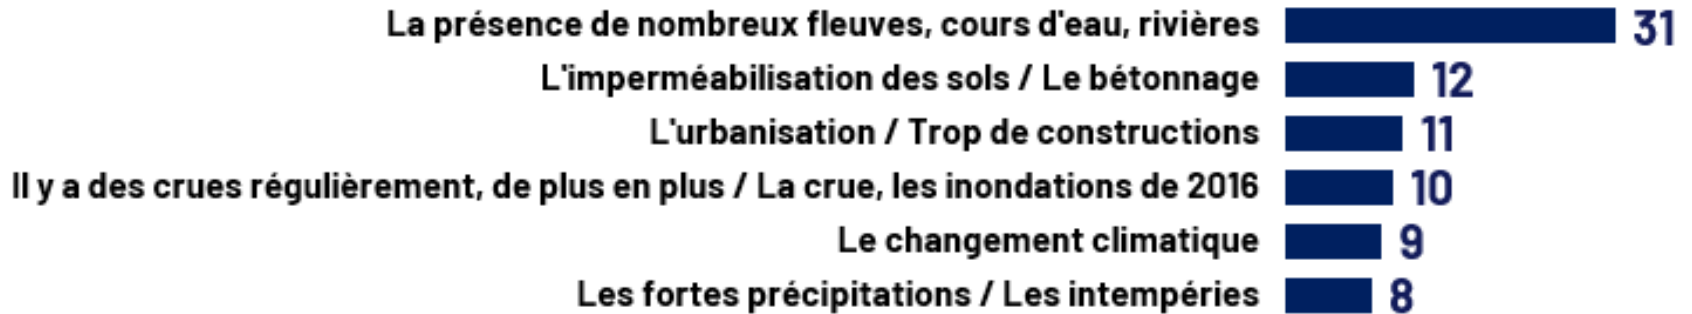 La présence de nombreux fleuves, cours d'eau, rivières 31
L'imperméabilisation des sols / Le bétonnage 12
L'urbanisation / Trop de constructions 11
Il y a des crues régulièrement, de plus en plus / La crue, les inondations de 2016 10
Le changement climatique 9
Les fortes précipitations / Les intempéries 8